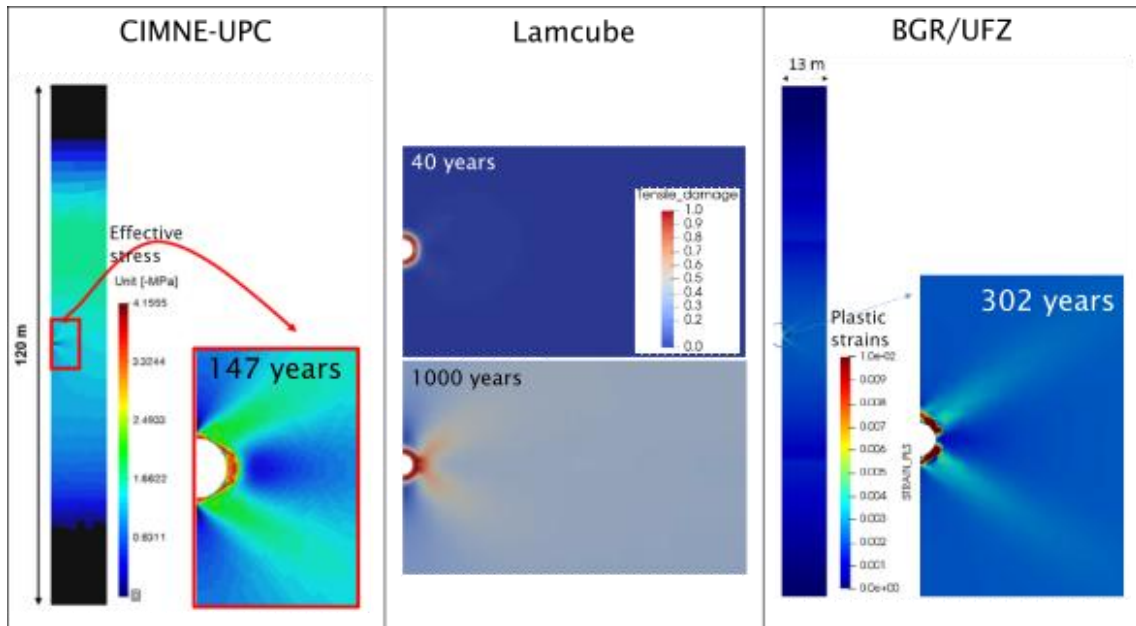 CIMNE-UPC
120 m
Effective
stress
Unit [-MPa]
4.1555
3.3244
2.4933
1.6622
0.8311
0
147 years
Lamcube
40 years
Tensile_damage
1.0
0.9
0.8
0.7
0.6
0.5
0.4
0.3
0.2
0.0
1000 years
BGR/UFZ
13 m
Plastic
strains
1.0e-02
0.009
0.008
0.007
0.006
0.005
0.004
0.003
0.002
0.001
0.0e+00
STRAIN_PLS
302 years